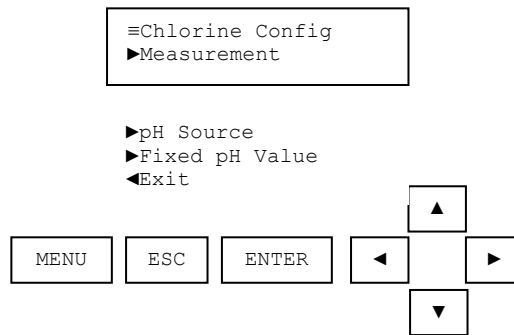 ≡Chlorine Config
►Measurement
►pH Source
►Fixed pH Value
◄Exit
▲
MENU ESC ENTER ◄ ►
▼